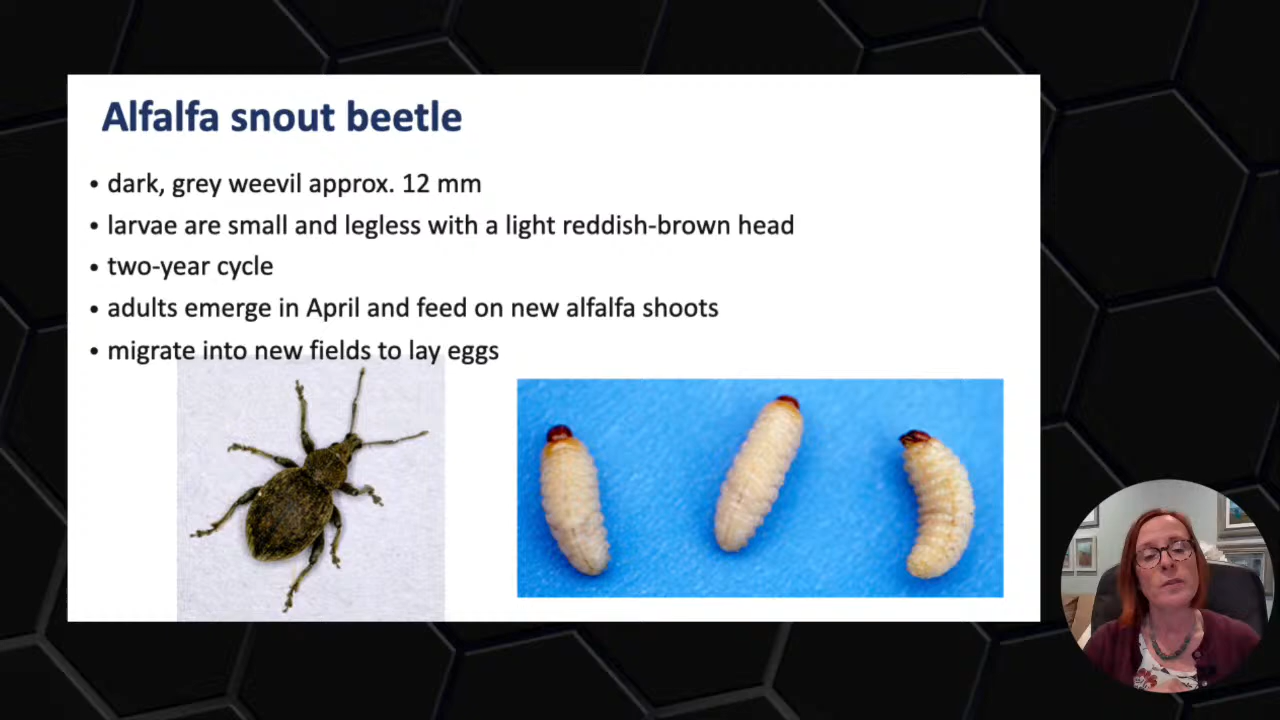 Alfalfa snout beetle
• dark, grey weevil approx. 12 mm
• larvae are small and legless with a light reddish-brown head
• two-year cycle
• adults emerge in April and feed on new alfalfa shoots
• migrate into new fields to lay eggs